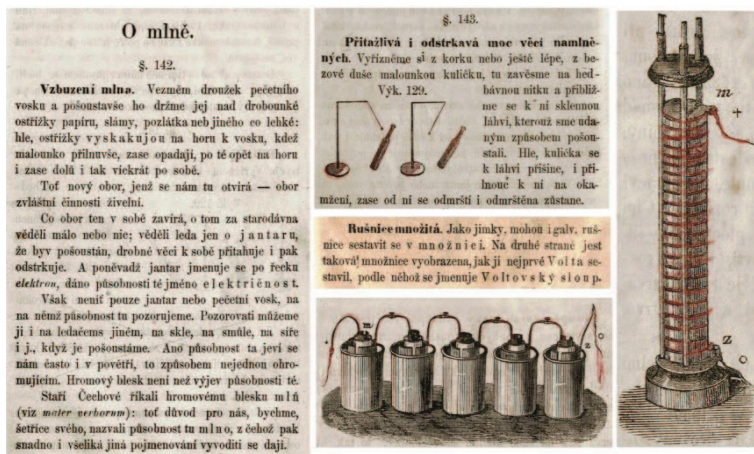 O mlně.
§. 142.
Vzbuzení mlna. Vezměm droužek pečetního
vosku a pošoustavše ho držme jej nad drobounké
ostřížky papíru, slámy, pozlátka neb jiného co lehké:
hle, ostřížky vyskakujou na horu k vosku, kdež
malounko přilnuvše, zase opadají, po té opět na horu
i zase dolů i tak víckrát po sobě.
Toť nový obor, jenž se nám tu otvírá — obor
zvláštní činnosti živelní.
Co obor ten v sobě zavírá, o tom za starodávna
věděli málo nebo nic; věděli leda jen o jantaru,
že byv pošoustán, drobné věci k sobě přitahuje i pak
odstrkuje. A poněvadž jantar jmenuje se po řecku
elektron, dáno působnosti té jméno električnost.
Však neníť pouze jantar nebo pečetní vosk, na
na němž působnost tu pozorujeme. Pozorovati můžeme
ji i na ledačems jiném, na skle, na smůle, na síře
i j., když je pošoustáme. Ano působnost ta jeví se
nám často i v povětří, to způsobem nejednou ohro-
mujícím. Hromový blesk není než výjev působnosti té.
Staří Čechové říkali hromovému blesku mlň
(viz mater verborum): toť důvod pro nás, bychme,
šetříce svého, nazvali působnost tu mlno, z čehož pak
snadno i všeliká jiná pojmenování vyvoditi se dají.
§. 143.
Přitažlivá i odstrkavá moc věcí namlně-
ných. Vyřízněme si z korku nebo ještě lépe, z be-
zové duše malounkou kuličku, tu zavěsme na hed-
Výk. 129.
bávnou nitku a přibliž-
me se k ní sklennou
láhví, kterouž sme uda-
ným způsobem pošou-
stali. Hle, kulička se
k láhvi přišine, i při-
lnouc k ní na oka-
mžení, zase od ní se odmrští i odmrštěna zůstane.
Rušnice množitá. Jako jimky, mohou i galv. ruš-
nice sestavit se v množnici. Na druhé straně jest
taková množnice vyobrazena, jak ji nejprvé Volta se-
stavil, podle něhož se jmenuje Voltovský sloup.
m
z
m
+
z